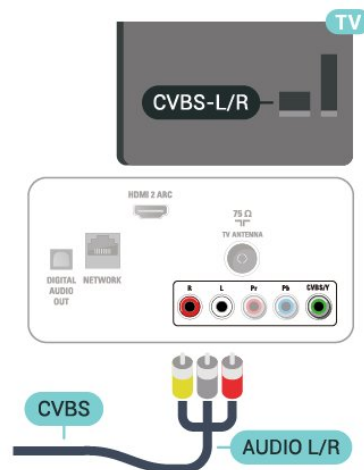 TV
CVBS-L/R
HDMI 2 ARC
75 Ω
TV ANTENNA
DIGITAL
AUDIO
OUT
NETWORK
R L Pr Pb CVBS/Y
CVBS
AUDIO L/R